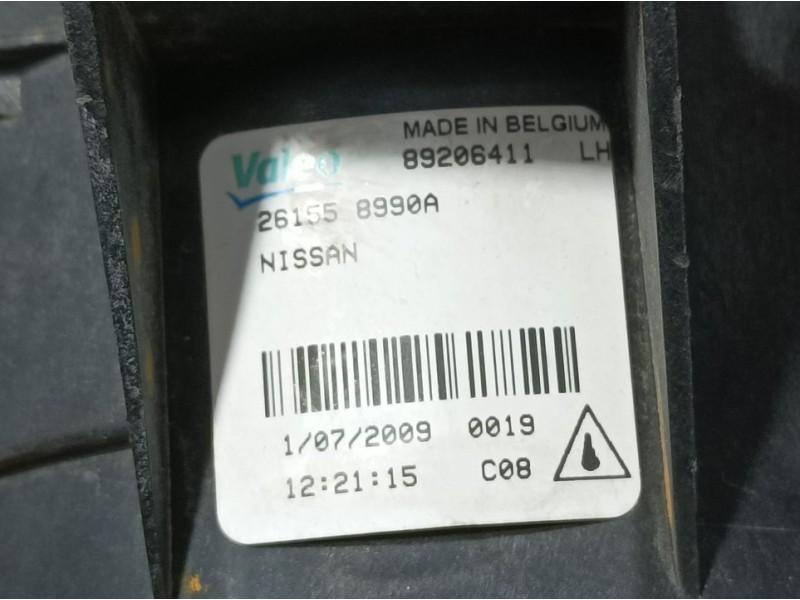 MADE IN BELGIUM
Valeo
89206411 LH
26155 8990A
NISSAN
1/07/2009 0019
12:21:15 C08